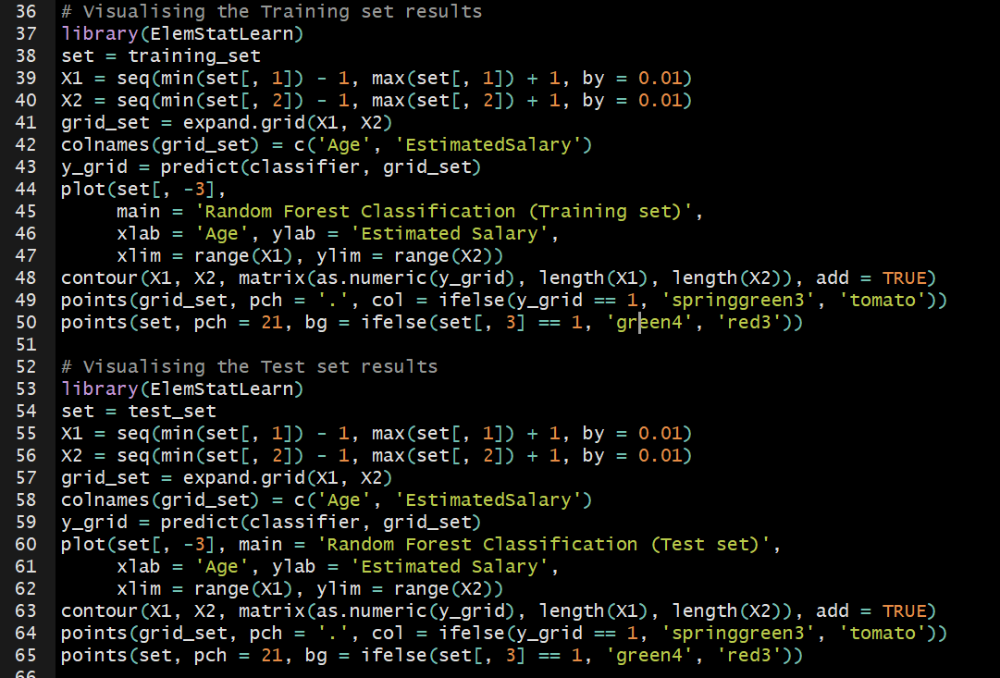 36 # Visualising the Training set results
37 library(ElemStatLearn)
38 set = training_set
39 X1 = seq(min(set[, 1]) - 1, max(set[, 1]) + 1, by = 0.01)
40 X2 = seq(min(set[, 2]) - 1, max(set[, 2]) + 1, by = 0.01)
41 grid_set = expand.grid(X1, X2)
42 colnames(grid_set) = c('Age', 'EstimatedSalary')
43 y_grid = predict(classifier, grid_set)
44 plot(set[, -3],
45      main = 'Random Forest Classification (Training set)',
46      xlab = 'Age', ylab = 'Estimated Salary',
47      xlim = range(X1), ylim = range(X2))
48 contour(X1, X2, matrix(as.numeric(y_grid), length(X1), length(X2)), add = TRUE)
49 points(grid_set, pch = '.', col = ifelse(y_grid == 1, 'springgreen3', 'tomato'))
50 points(set, pch = 21, bg = ifelse(set[, 3] == 1, 'green4', 'red3'))
51
52 # Visualising the Test set results
53 library(ElemStatLearn)
54 set = test_set
55 X1 = seq(min(set[, 1]) - 1, max(set[, 1]) + 1, by = 0.01)
56 X2 = seq(min(set[, 2]) - 1, max(set[, 2]) + 1, by = 0.01)
57 grid_set = expand.grid(X1, X2)
58 colnames(grid_set) = c('Age', 'EstimatedSalary')
59 y_grid = predict(classifier, grid_set)
60 plot(set[, -3], main = 'Random Forest Classification (Test set)',
61      xlab = 'Age', ylab = 'Estimated Salary',
62      xlim = range(X1), ylim = range(X2))
63 contour(X1, X2, matrix(as.numeric(y_grid), length(X1), length(X2)), add = TRUE)
64 points(grid_set, pch = '.', col = ifelse(y_grid == 1, 'springgreen3', 'tomato'))
65 points(set, pch = 21, bg = ifelse(set[, 3] == 1, 'green4', 'red3'))
66